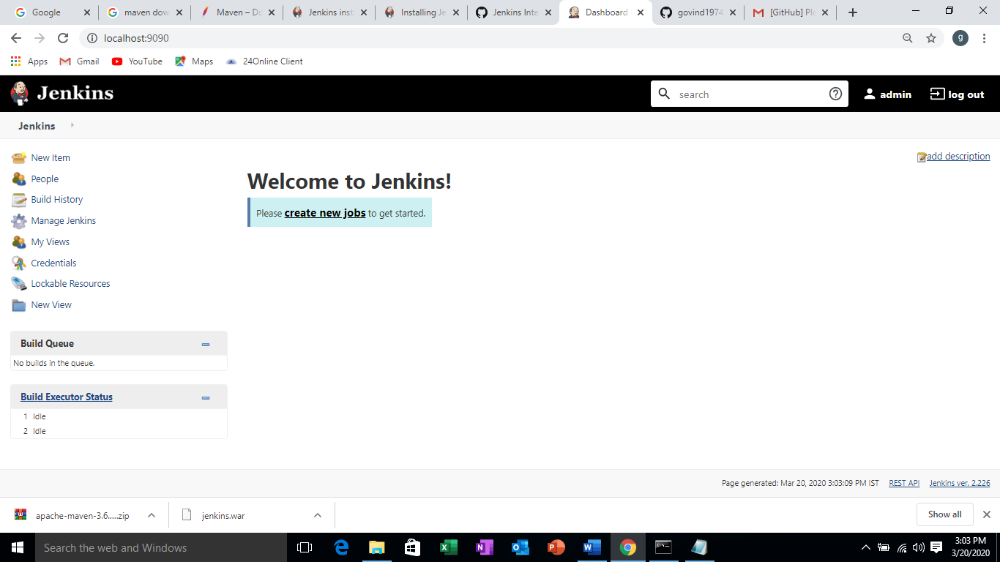 Google
maven dow
Maven – Do
Jenkins inst
Installing Je
Jenkins Inte
Dashboard
govind1974
[GitHub] Ple
localhost:9090
g
Apps
Gmail
YouTube
Maps
24Online Client
Jenkins
search
admin
log out
Jenkins
New Item
People
Build History
Manage Jenkins
My Views
Credentials
Lockable Resources
New View
add description
Welcome to Jenkins!
Please create new jobs to get started.
Build Queue
No builds in the queue.
Build Executor Status
1 Idle
2 Idle
Page generated: Mar 20, 2020 3:03:09 PM IST
REST API
Jenkins ver. 2.226
apache-maven-3.6.....zip
jenkins.war
Show all
Search the web and Windows
3:03 PM
3/20/2020